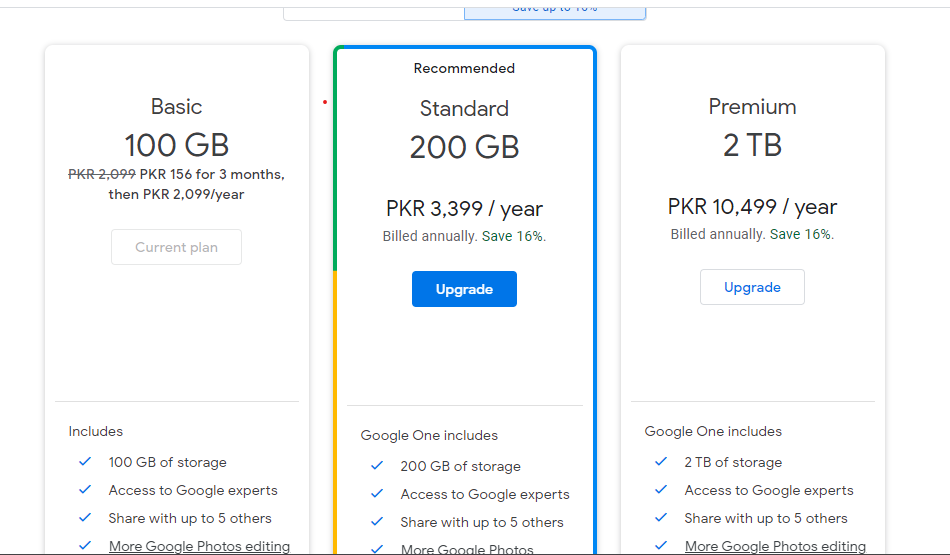 Save up to 16%
Basic
100 GB
PKR 2,099 PKR 156 for 3 months,
then PKR 2,099/year
Current plan
Includes
100 GB of storage
Access to Google experts
Share with up to 5 others
More Google Photos editing
Recommended
Standard
200 GB
PKR 3,399 / year
Billed annually. Save 16%.
Upgrade
Google One includes
200 GB of storage
Access to Google experts
Share with up to 5 others
More Google Photos
Premium
2 TB
PKR 10,499 / year
Billed annually. Save 16%.
Upgrade
Google One includes
2 TB of storage
Access to Google experts
Share with up to 5 others
More Google Photos editing